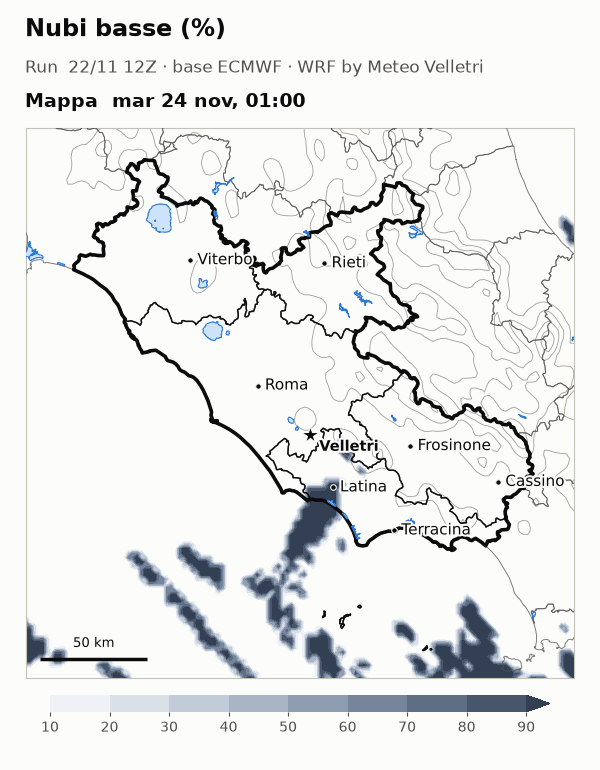 Nubi basse (%)
Run  22/11 12Z · base ECMWF · WRF by Meteo Velletri
Mappa  mar 24 nov, 01:00
Viterbo
Rieti
Roma
Velletri
Frosinone
Latina
Cassino
Terracina
50 km
10 20 30 40 50 60 70 80 90